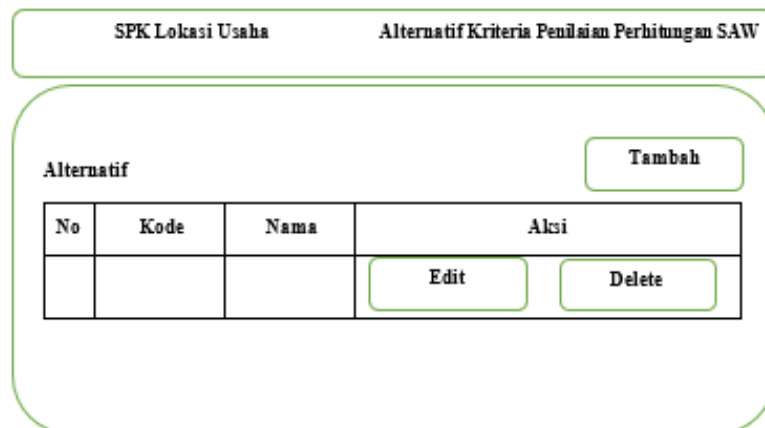 SPK Lokasi Usaha Alternatif Kriteria Penilaian Perhitungan SAW
Tambah
Alternatif
No Kode Nama Aksi
Edit Delete